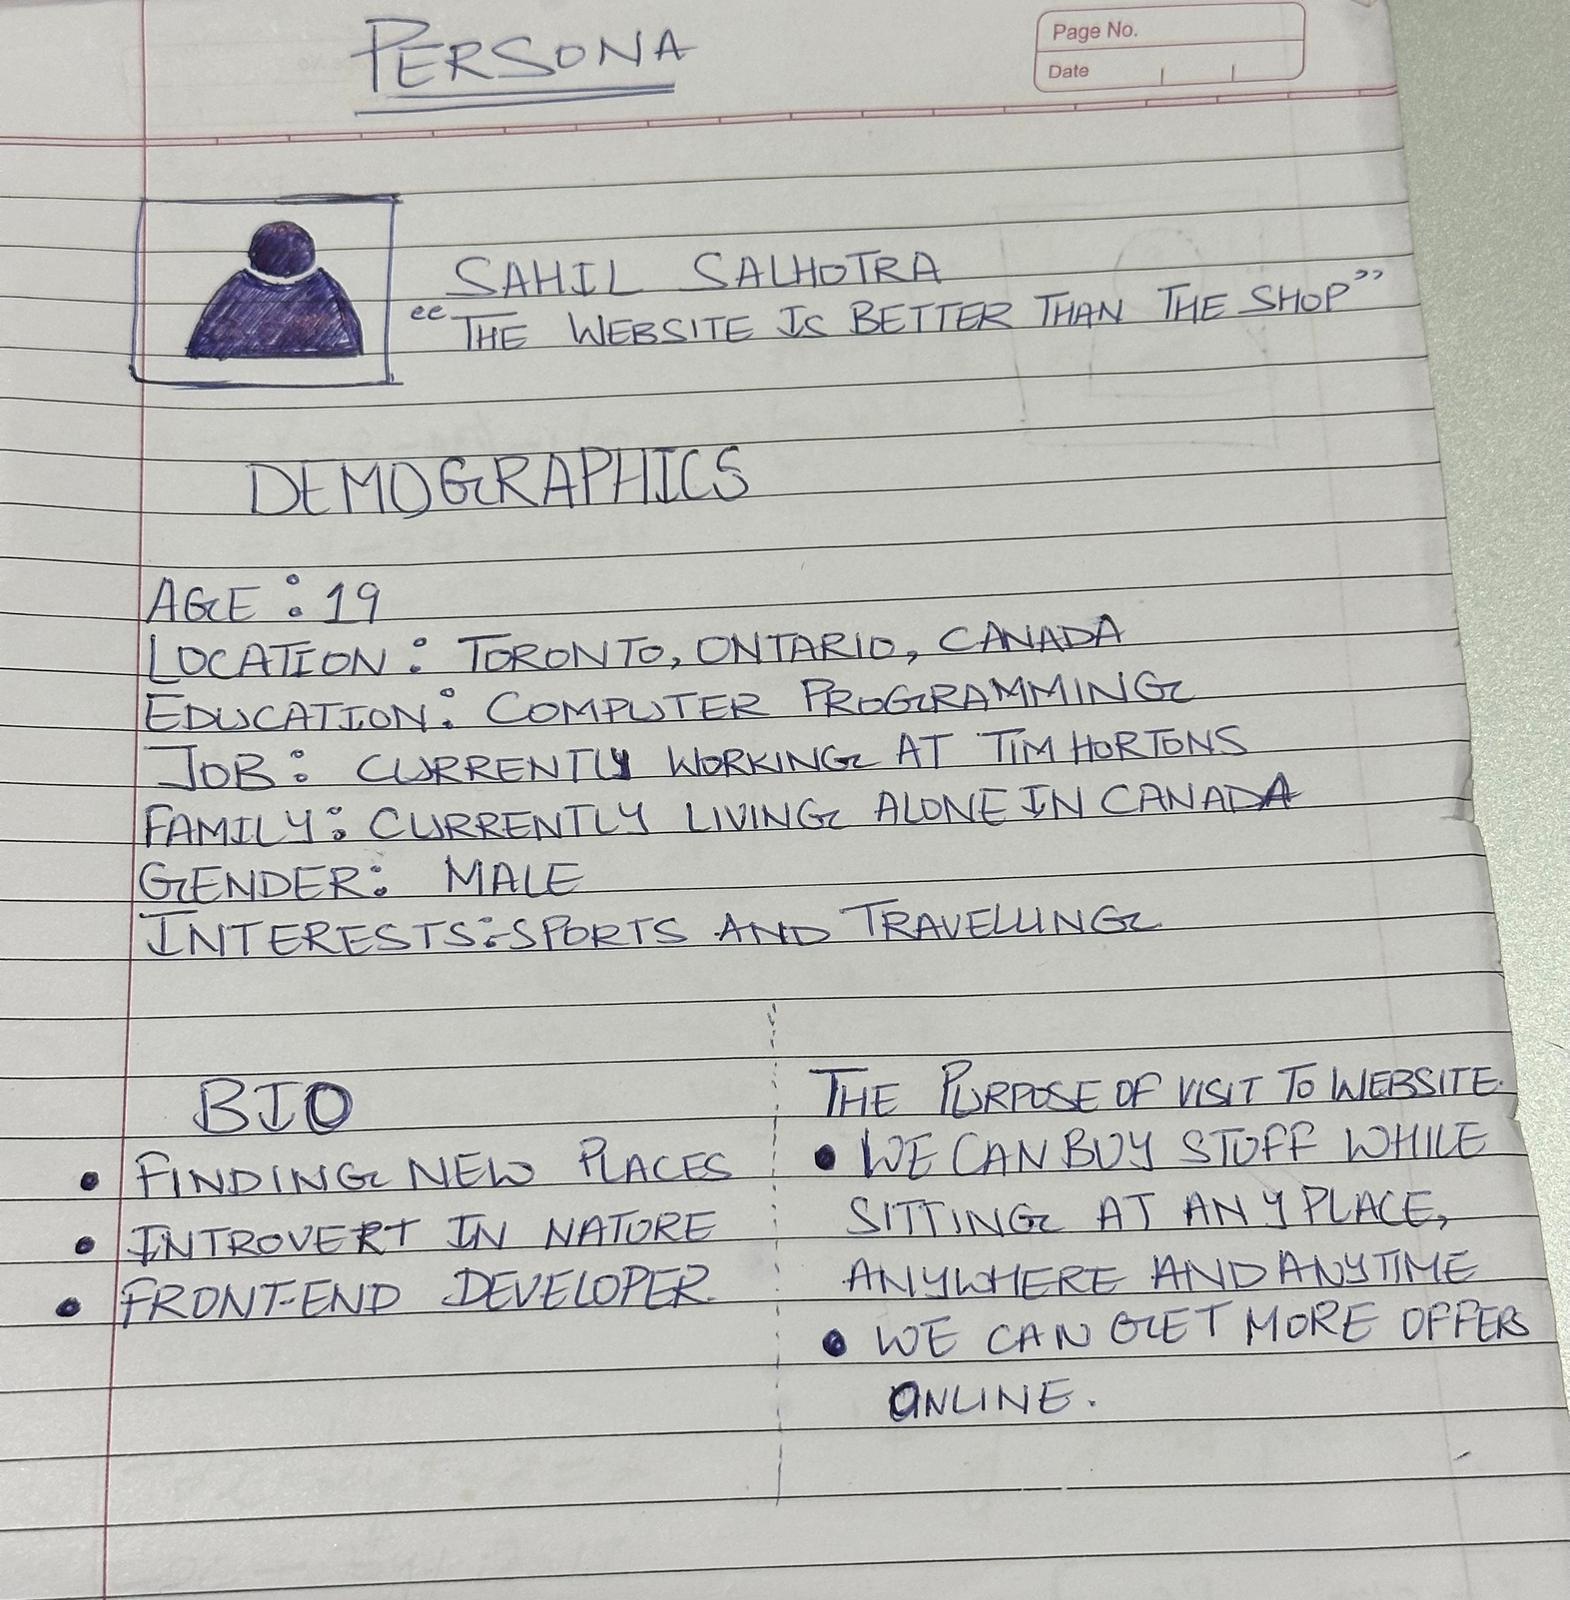 PERSONA
Page No.
Date
SAHIL SALHOTRA
"THE WEBSITE IS BETTER THAN THE SHOP"
DEMOGRAPHICS
AGE : 19
LOCATION : TORONTO, ONTARIO, CANADA
EDUCATION : COMPUTER PROGRAMMING
JOB : CURRENTLY WORKING AT TIM HORTONS
FAMILY : CURRENTLY LIVING ALONE IN CANADA
GENDER : MALE
INTERESTS :- SPORTS AND TRAVELLING
BIO
• FINDING NEW PLACES
• INTROVERT IN NATURE
• FRONT-END DEVELOPER
THE PURPOSE OF VISIT TO WEBSITE.
• WE CAN BUY STUFF WHILE
SITTING AT ANY PLACE,
ANYWHERE AND ANYTIME
• WE CAN GET MORE OFFERS
ONLINE.